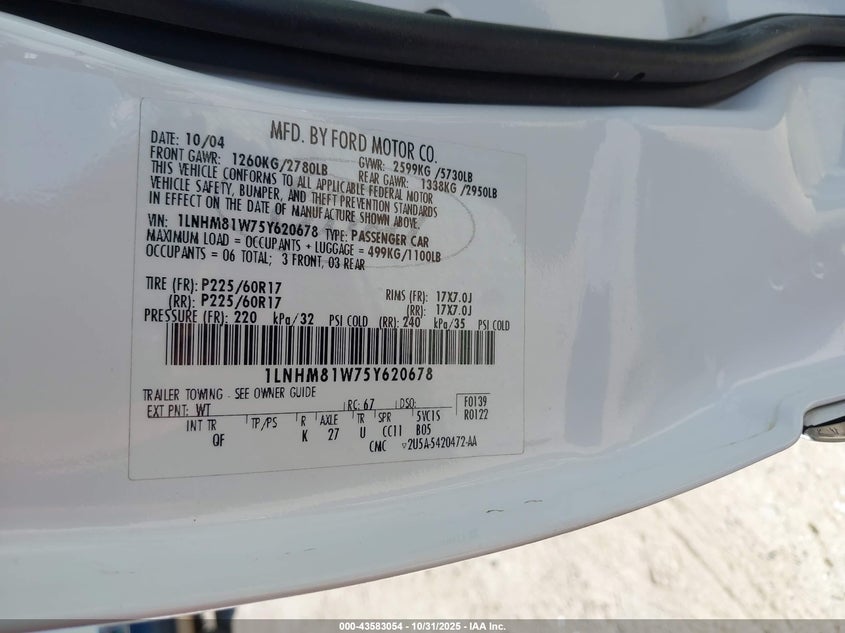 MFD. BY FORD MOTOR CO.
DATE: 10/04 GVWR: 2599KG/5730LB
FRONT GAWR: 1260KG/2780LB REAR GAWR: 1338KG/2950LB
THIS VEHICLE CONFORMS TO ALL APPLICABLE FEDERAL MOTOR
VEHICLE SAFETY, BUMPER, AND THEFT PREVENTION STANDARDS
IN EFFECT ON THE DATE OF MANUFACTURE SHOWN ABOVE.
VIN: 1LNHM81W75Y620678 TYPE: PASSENGER CAR
MAXIMUM LOAD = OCCUPANTS + LUGGAGE = 499KG/1100LB
OCCUPANTS = 06 TOTAL; 3 FRONT, 03 REAR
TIRE (FR): P225/60R17 RIMS (FR): 17X7.0J
(RR): P225/60R17 (RR): 17X7.0J
PRESSURE (FR): 220 kPa/32 PSI COLD (RR): 240 kPa/35 PSI COLD
1LNHM81W75Y620678
TRAILER TOWING - SEE OWNER GUIDE
EXT PNT: WT RC: 67 DSO: F0139
R0122
INT TR TP/PS R AXLE TR SPR 5YC1S
QF K 27 U CC11 B05
CMC ▽2U5A-5420472-AA
000-43583054 - 10/31/2025 - IAA Inc.